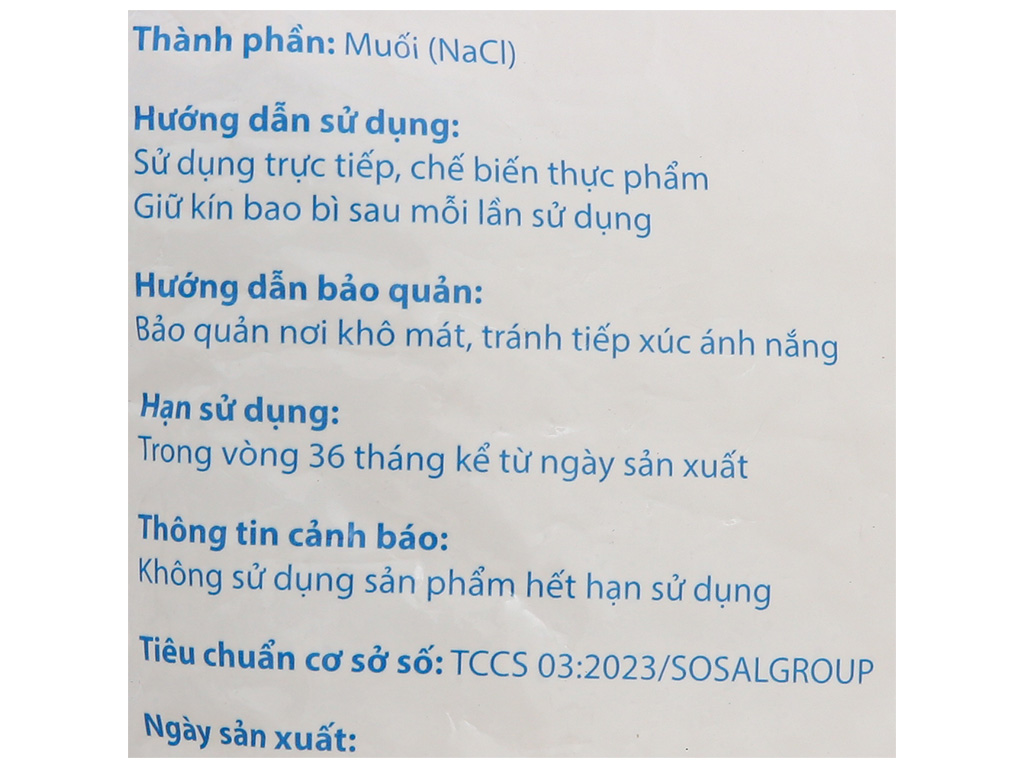 Thành phần: Muối (NaCl)
Hướng dẫn sử dụng:
Sử dụng trực tiếp, chế biến thực phẩm
Giữ kín bao bì sau mỗi lần sử dụng
Hướng dẫn bảo quản:
Bảo quản nơi khô mát, tránh tiếp xúc ánh nắng
Hạn sử dụng:
Trong vòng 36 tháng kể từ ngày sản xuất
Thông tin cảnh báo:
Không sử dụng sản phẩm hết hạn sử dụng
Tiêu chuẩn cơ sở số: TCCS 03:2023/SOSALGROUP
Ngày sản xuất: